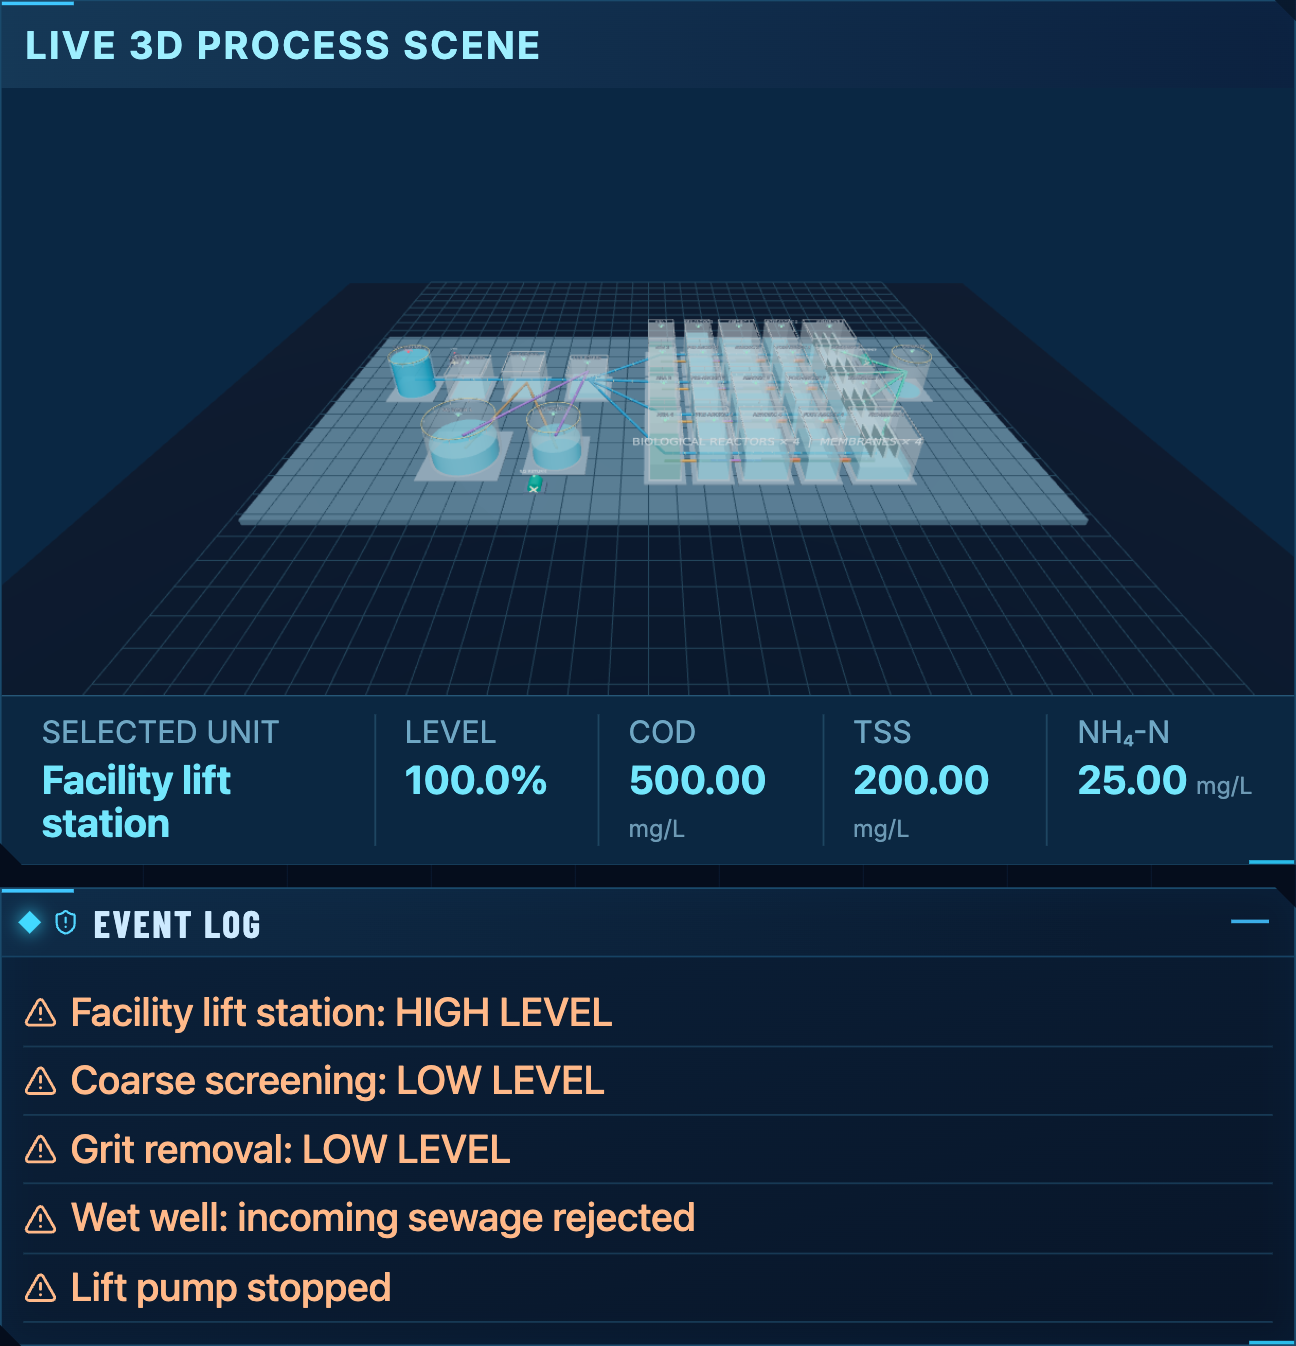 LIVE 3D PROCESS SCENE
BIOLOGICAL REACTORS × 4 | MEMBRANES × 4
SELECTED UNIT
Facility lift
station
LEVEL
100.0%
COD
500.00
mg/L
TSS
200.00
mg/L
NH₄-N
25.00 mg/L
EVENT LOG
Facility lift station: HIGH LEVEL
Coarse screening: LOW LEVEL
Grit removal: LOW LEVEL
Wet well: incoming sewage rejected
Lift pump stopped